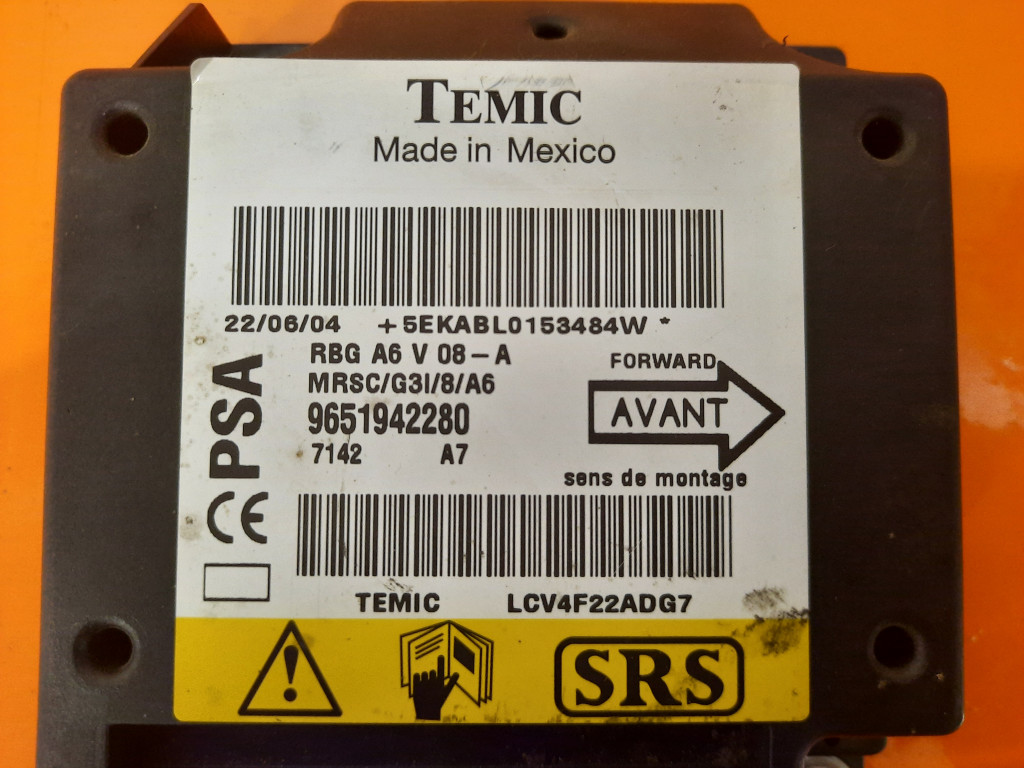 TEMIC
Made in Mexico
22/06/04 +5EKABL0153484W *
RBG A6 V 08-A
MRSC/G3I/8/A6
9651942280
7142 A7
FORWARD
AVANT
sens de montage
PSA
CE
TEMIC LCV4F22ADG7
SRS